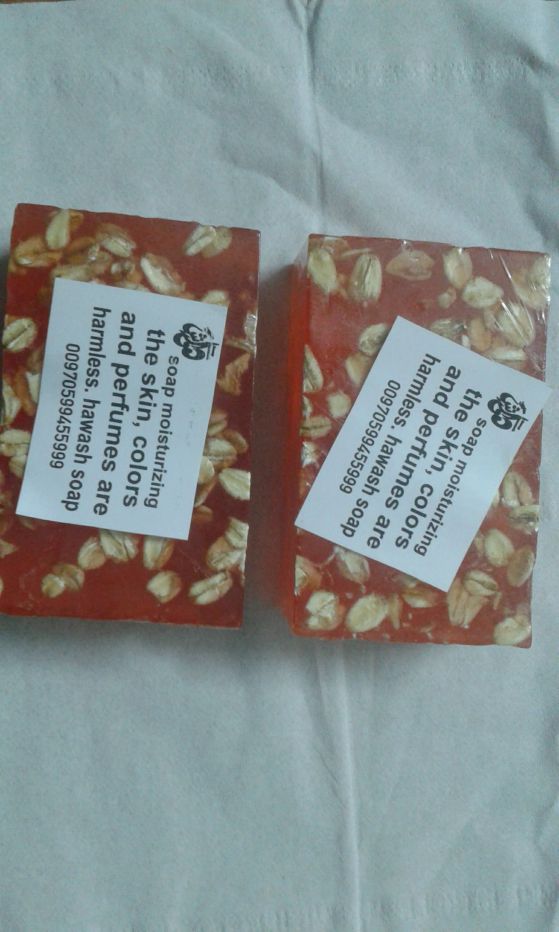 soap moisturizing
the skin, colors
and perfumes are
harmless. hawash soap
00970599455999
soap moisturizing
the skin, colors
and perfumes are
harmless. hawash soap
00970599455999